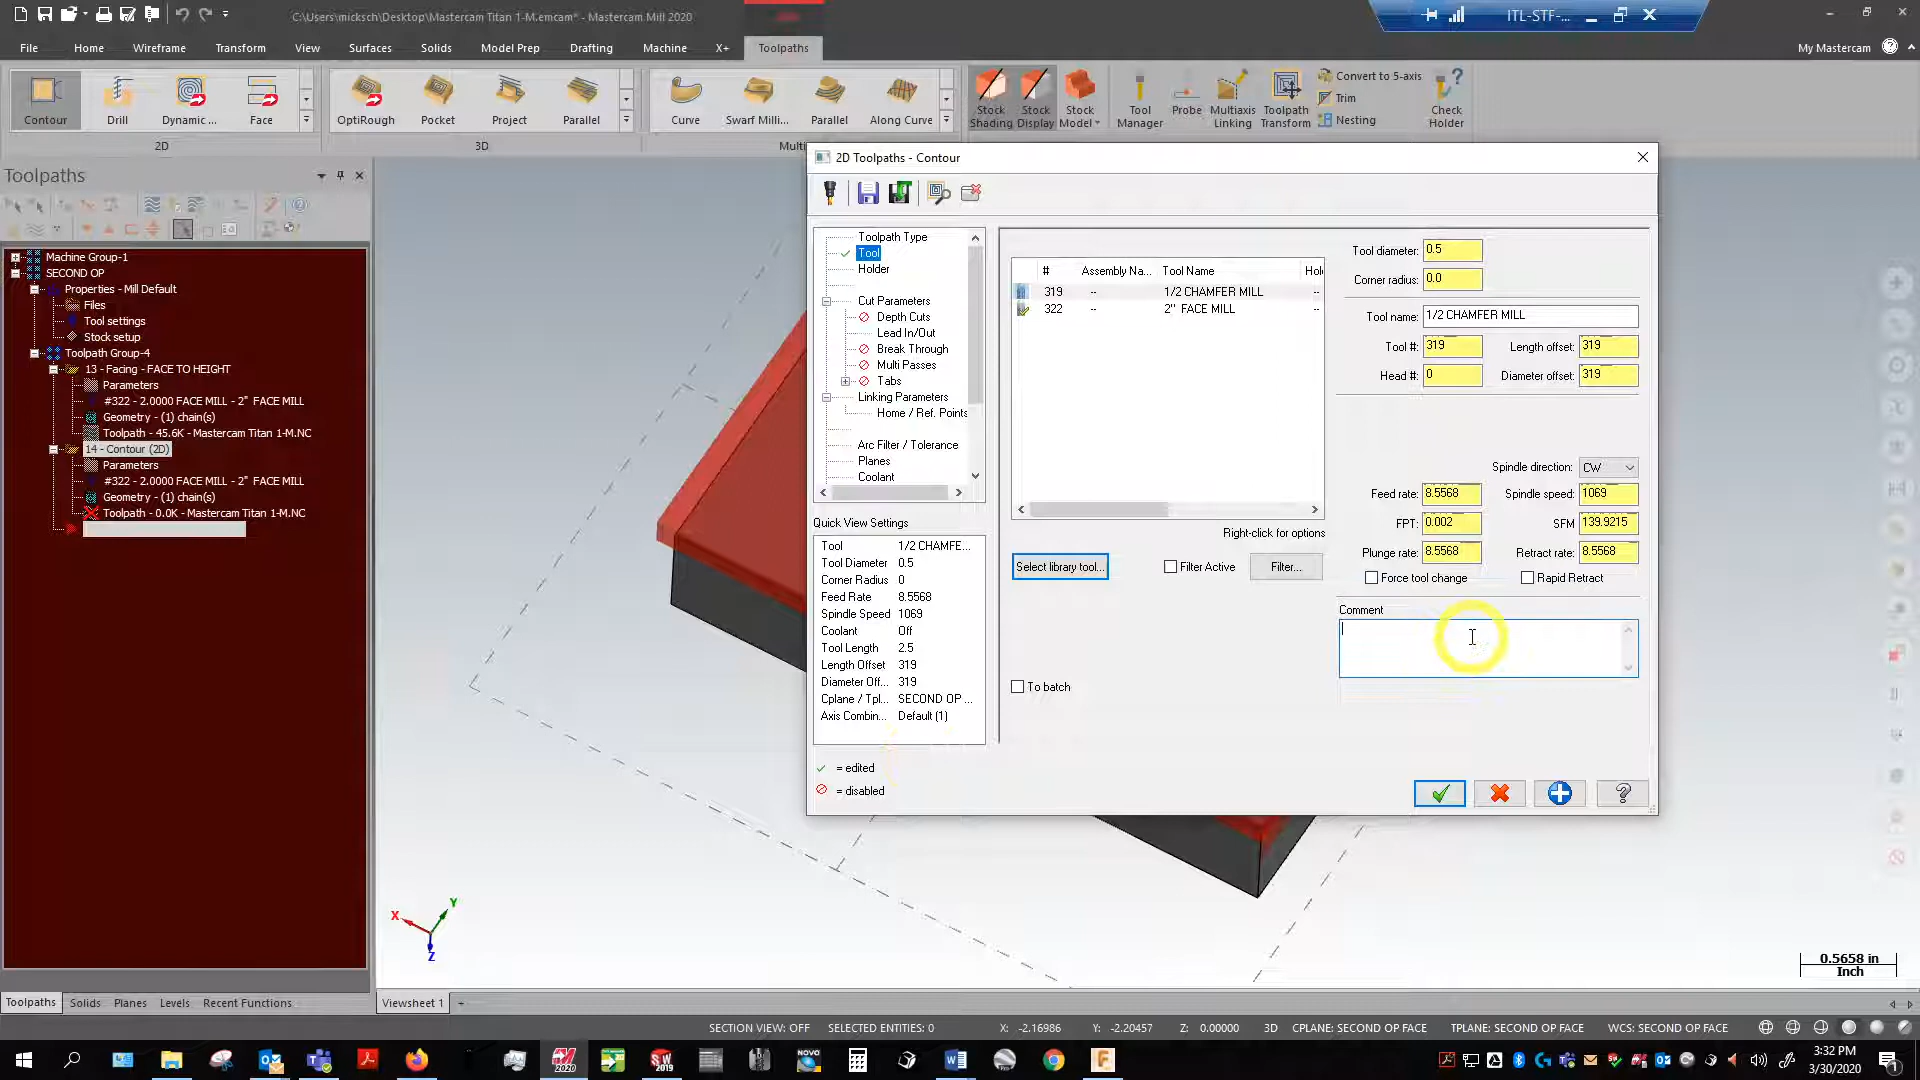 C:\Users\micksch\Desktop\Mastercam Titan 1-M.emcam* - Mastercam Mill 2020
ITL-STF-...
File Home Wireframe Transform View Surfaces Solids Model Prep Drafting Machine X+ Toolpaths My Mastercam
Contour Drill Dynamic ... Face OptiRough Pocket Project Parallel Curve Swarf Milli... Parallel Along Curve
Stock Shading Stock Display Stock Model Tool Manager Probe Multiaxis Linking Toolpath Transform
Convert to 5-axis
Trim
Nesting
Check Holder
2D 3D Multi
Toolpaths
Machine Group-1
SECOND OP
Properties - Mill Default
Files
Tool settings
Stock setup
Toolpath Group-4
13 - Facing - FACE TO HEIGHT
Parameters
#322 - 2.0000 FACE MILL - 2" FACE MILL
Geometry - (1) chain(s)
Toolpath - 45.6K - Mastercam Titan 1-M.NC
14 - Contour (2D)
Parameters
#322 - 2.0000 FACE MILL - 2" FACE MILL
Geometry - (1) chain(s)
Toolpath - 0.0K - Mastercam Titan 1-M.NC
2D Toolpaths - Contour
Toolpath Type
Tool
Holder
Cut Parameters
Depth Cuts
Lead In/Out
Break Through
Multi Passes
Tabs
Linking Parameters
Home / Ref. Points
Arc Filter / Tolerance
Planes
Coolant
Quick View Settings
Tool 1/2 CHAMFE...
Tool Diameter 0.5
Corner Radius 0
Feed Rate 8.5568
Spindle Speed 1069
Coolant Off
Tool Length 2.5
Length Offset 319
Diameter Off... 319
Cplane / Tpl... SECOND OP ...
Axis Combin... Default (1)
= edited
= disabled
# Assembly Na... Tool Name Hol
319 -- 1/2 CHAMFER MILL --
322 -- 2" FACE MILL --
Right-click for options
Select library tool... Filter Active Filter...
To batch
Tool diameter: 0.5
Corner radius: 0.0
Tool name: 1/2 CHAMFER MILL
Tool #: 319 Length offset: 319
Head #: 0 Diameter offset: 319
Spindle direction: CW
Feed rate: 8.5568 Spindle speed: 1069
FPT: 0.002 SFM 139.9215
Plunge rate: 8.5568 Retract rate: 8.5568
Force tool change Rapid Retract
Comment
X Y Z
0.5658 in
Inch
Toolpaths Solids Planes Levels Recent Functions Viewsheet 1 +
SECTION VIEW: OFF SELECTED ENTITIES: 0 X: -2.16986 Y: -2.20457 Z: 0.00000 3D CPLANE: SECOND OP FACE TPLANE: SECOND OP FACE WCS: SECOND OP FACE
3:32 PM
3/30/2020